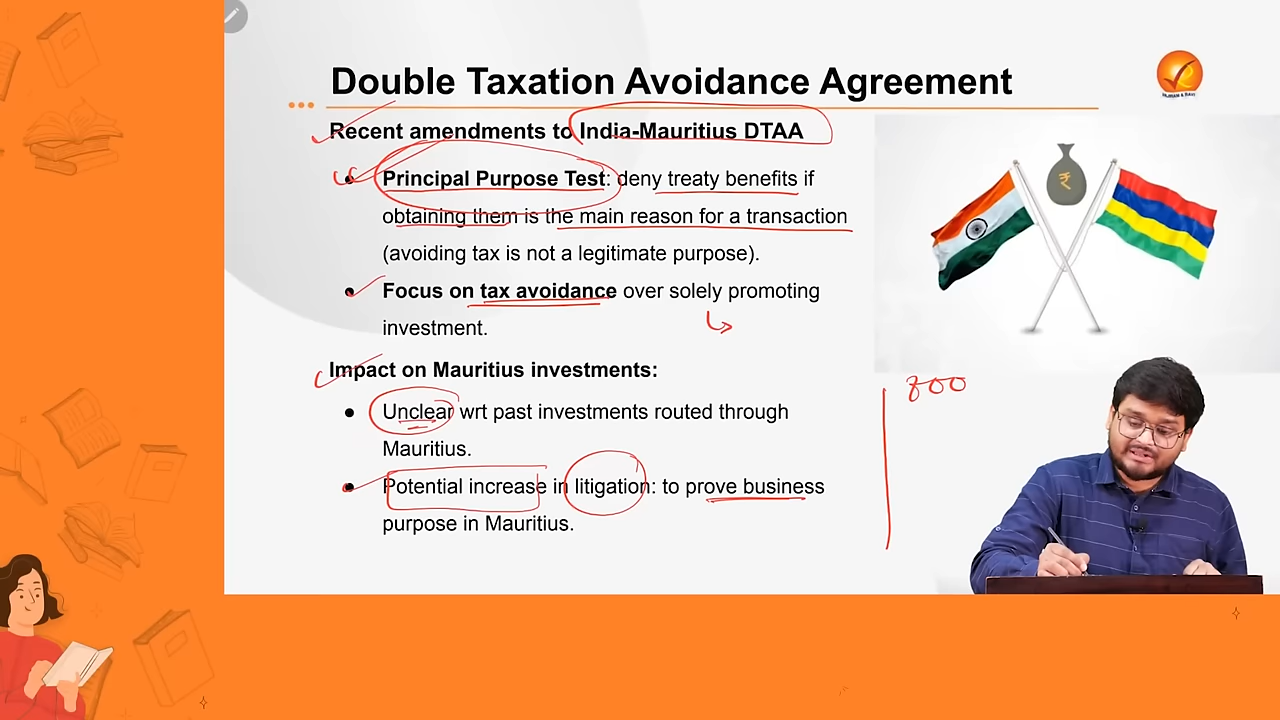 Double Taxation Avoidance Agreement
Recent amendments to India-Mauritius DTAA
Principal Purpose Test: deny treaty benefits if
obtaining them is the main reason for a transaction
(avoiding tax is not a legitimate purpose).
Focus on tax avoidance over solely promoting
investment.
Impact on Mauritius investments:
Unclear wrt past investments routed through
Mauritius.
Potential increase in litigation: to prove business
purpose in Mauritius.
₹
800